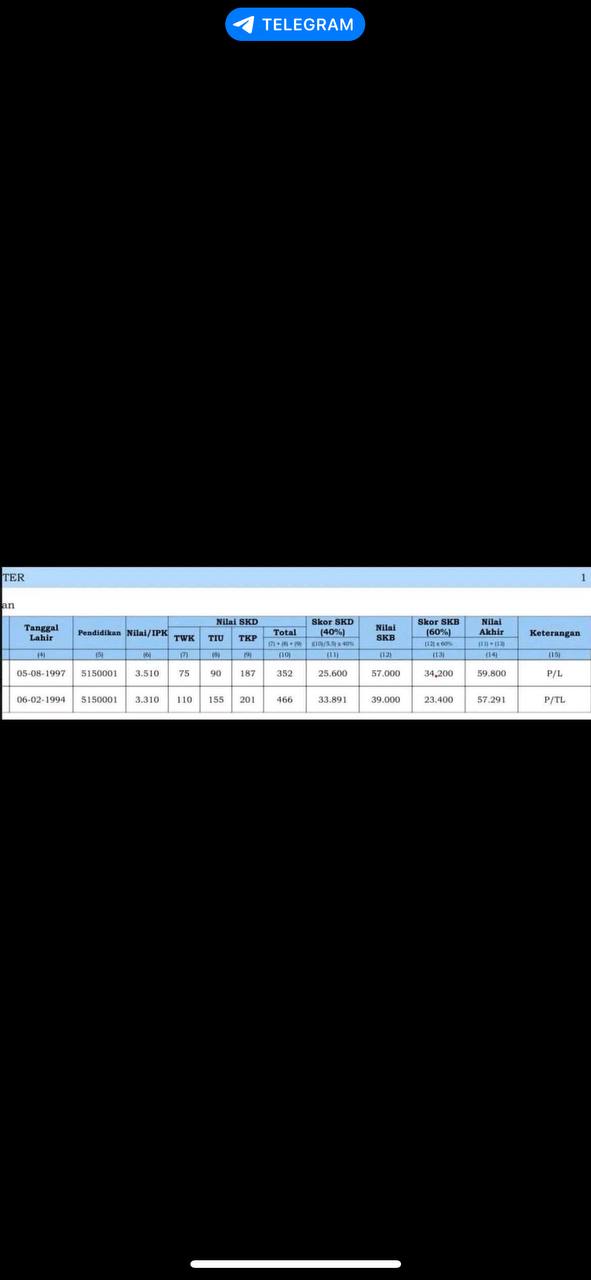 TELEGRAM
TER 1
an
Tanggal Lahir Pendidikan Nilai/IPK Nilai SKD Skor SKD (40%) Nilai SKB Skor SKB (60%) Nilai Akhir Keterangan
TWK TIU TKP Total
(7) + (8) + (9) ((10)/5.5) x 40% (12) x 60% (11) + (13)
(4) (5) (6) (7) (8) (9) (10) (11) (12) (13) (14) (15)
05-08-1997 5150001 3.510 75 90 187 352 25.600 57.000 34.200 59.800 P/L
06-02-1994 5150001 3.310 110 155 201 466 33.891 39.000 23.400 57.291 P/TL